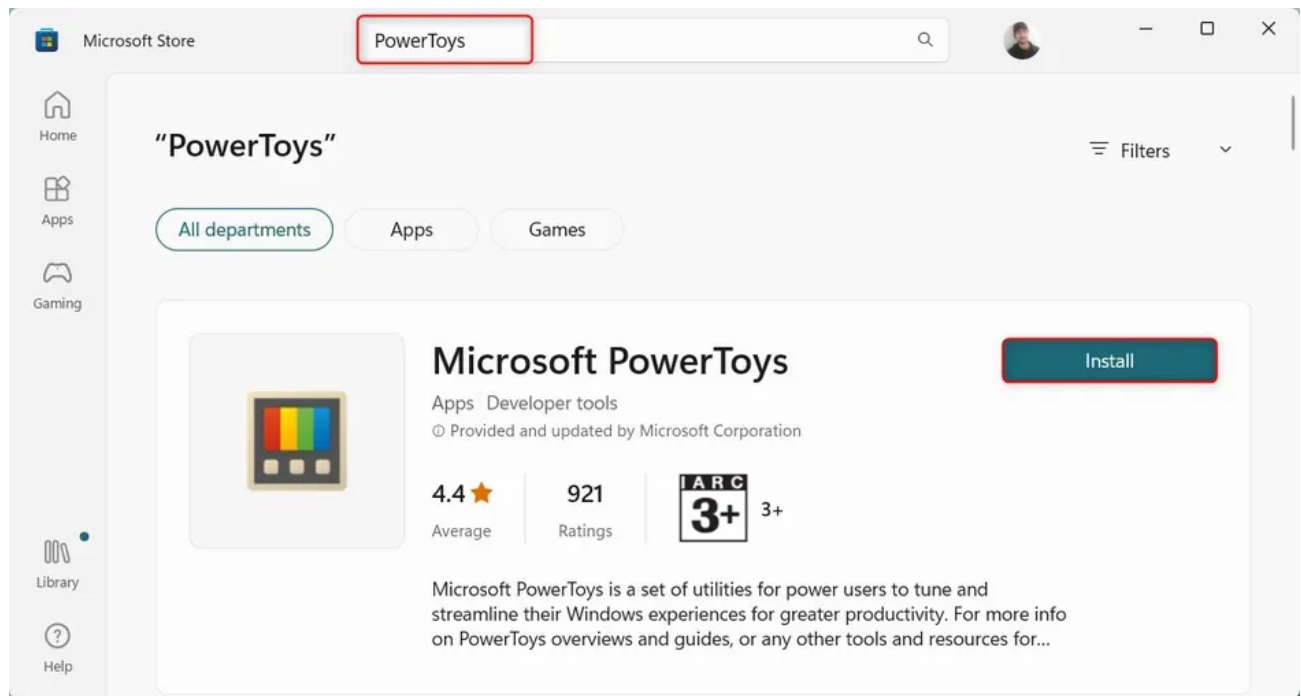 Microsoft Store
PowerToys
Home
Apps
Gaming
Library
Help
“PowerToys”
Filters
All departments
Apps
Games
Microsoft PowerToys
Install
Apps Developer tools
Provided and updated by Microsoft Corporation
4.4
Average
921
Ratings
IARC
3+
3+
Microsoft PowerToys is a set of utilities for power users to tune and
streamline their Windows experiences for greater productivity. For more info
on PowerToys overviews and guides, or any other tools and resources for...